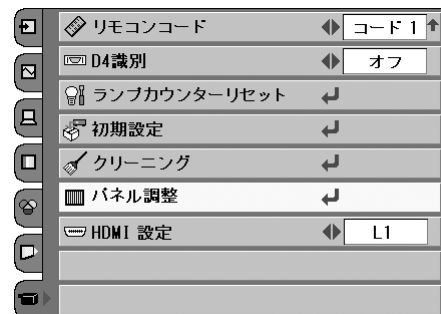 リモコンコード コード 1
D4識別 オフ
ランプカウンターリセット
初期設定
クリーニング
パネル調整
HDMI 設定 L1